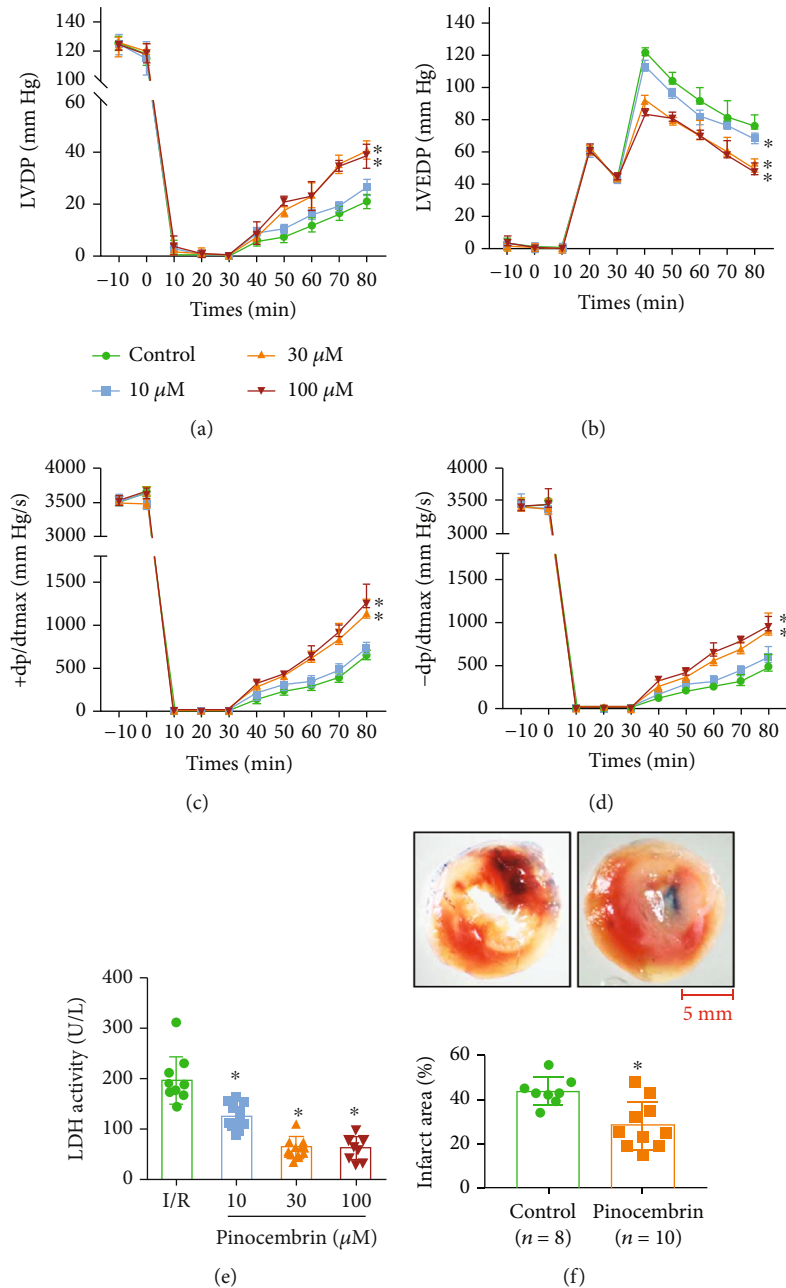 140
120
100
60
40
20
0
LVDP (mm Hg)
−10 0 10 20 30 40 50 60 70 80
Times (min)
*
*
Control
10 μM
30 μM
100 μM
(a)
140
120
100
80
60
40
20
0
LVEDP (mm Hg)
−10 0 10 20 30 40 50 60 70 80
Times (min)
*
*
*
(b)
4000
3500
3000
1500
1000
500
0
+dp/dtmax (mm Hg/s)
−10 0 10 20 30 40 50 60 70 80
Times (min)
*
*
(c)
4000
3500
3000
1500
1000
500
0
−dp/dtmax (mm Hg/s)
−10 0 10 20 30 40 50 60 70 80
Times (min)
*
*
(d)
400
300
200
100
0
LDH activity (U/L)
* * *
I/R 10 30 100
Pinocembrin (μM)
(e)
5 mm
60
40
20
0
Infarct area (%)
*
Control Pinocembrin
(n = 8) (n = 10)
(f)